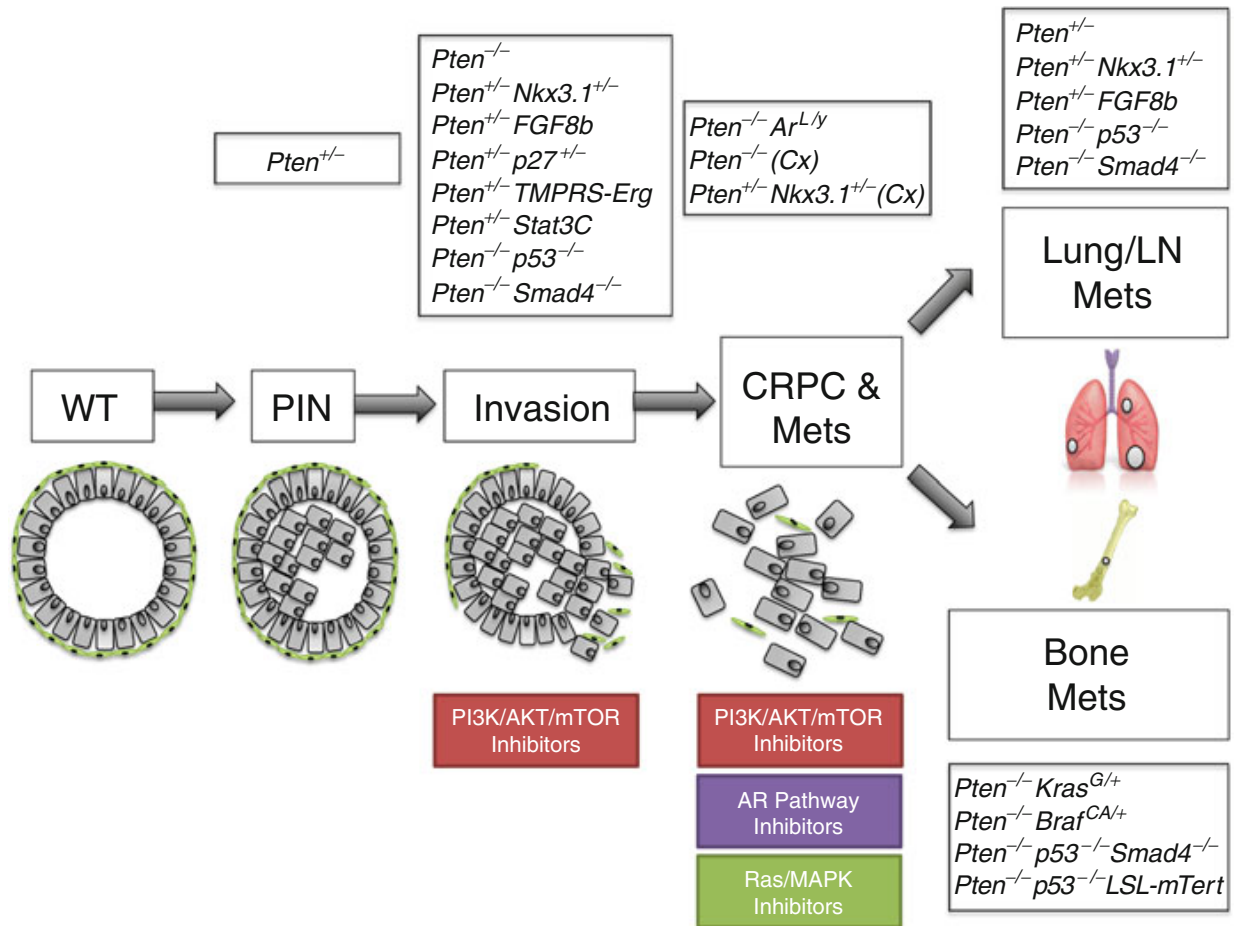 Pten+/–
Pten–/–
Pten+/– Nkx3.1+/–
Pten+/– FGF8b
Pten+/– p27+/–
Pten+/– TMPRS-Erg
Pten+/– Stat3C
Pten–/– p53–/–
Pten–/– Smad4–/–
Pten–/– ArL/y
Pten–/– (Cx)
Pten+/– Nkx3.1+/– (Cx)
Pten+/–
Pten+/– Nkx3.1+/–
Pten+/– FGF8b
Pten–/– p53–/–
Pten–/– Smad4–/–
Lung/LN
Mets
WT
PIN
Invasion
CRPC &
Mets
Bone
Mets
PI3K/AKT/mTOR
Inhibitors
PI3K/AKT/mTOR
Inhibitors
AR Pathway
Inhibitors
Ras/MAPK
Inhibitors
Pten–/– KrasG/+
Pten–/– BrafCA/+
Pten–/– p53–/– Smad4–/–
Pten–/– p53–/– LSL-mTert